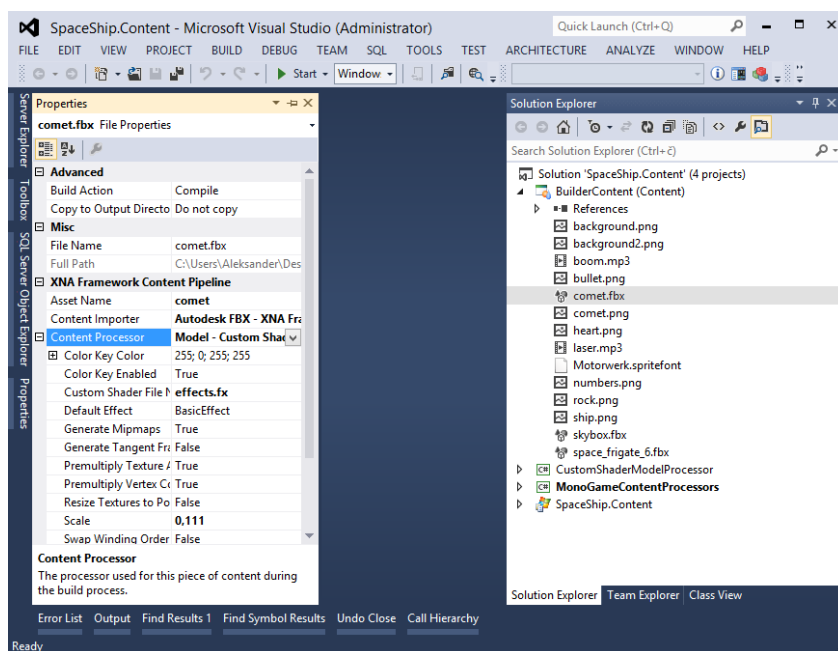 SpaceShip.Content - Microsoft Visual Studio (Administrator)
Quick Launch (Ctrl+Q)
FILE EDIT VIEW PROJECT BUILD DEBUG TEAM SQL TOOLS TEST ARCHITECTURE ANALYZE WINDOW HELP
Start Window
Server Explorer
Toolbox
SQL Server Object Explorer
Properties
Properties
comet.fbx File Properties
Advanced
Build Action Compile
Copy to Output Directo Do not copy
Misc
File Name comet.fbx
Full Path C:\Users\Aleksander\Des
XNA Framework Content Pipeline
Asset Name comet
Content Importer Autodesk FBX - XNA Fra
Content Processor Model - Custom Shad
Color Key Color 255; 0; 255; 255
Color Key Enabled True
Custom Shader File N effects.fx
Default Effect BasicEffect
Generate Mipmaps True
Generate Tangent Fra False
Premultiply Texture A True
Premultiply Vertex Co True
Resize Textures to Po False
Scale 0,111
Swap Winding Order False
Content Processor
The processor used for this piece of content during
the build process.
Solution Explorer
Search Solution Explorer (Ctrl+č)
Solution 'SpaceShip.Content' (4 projects)
BuilderContent (Content)
References
background.png
background2.png
boom.mp3
bullet.png
comet.fbx
comet.png
heart.png
laser.mp3
Motorwerk.spritefont
numbers.png
rock.png
ship.png
skybox.fbx
space_frigate_6.fbx
C# CustomShaderModelProcessor
C# MonoGameContentProcessors
SpaceShip.Content
Solution Explorer Team Explorer Class View
Error List Output Find Results 1 Find Symbol Results Undo Close Call Hierarchy
Ready